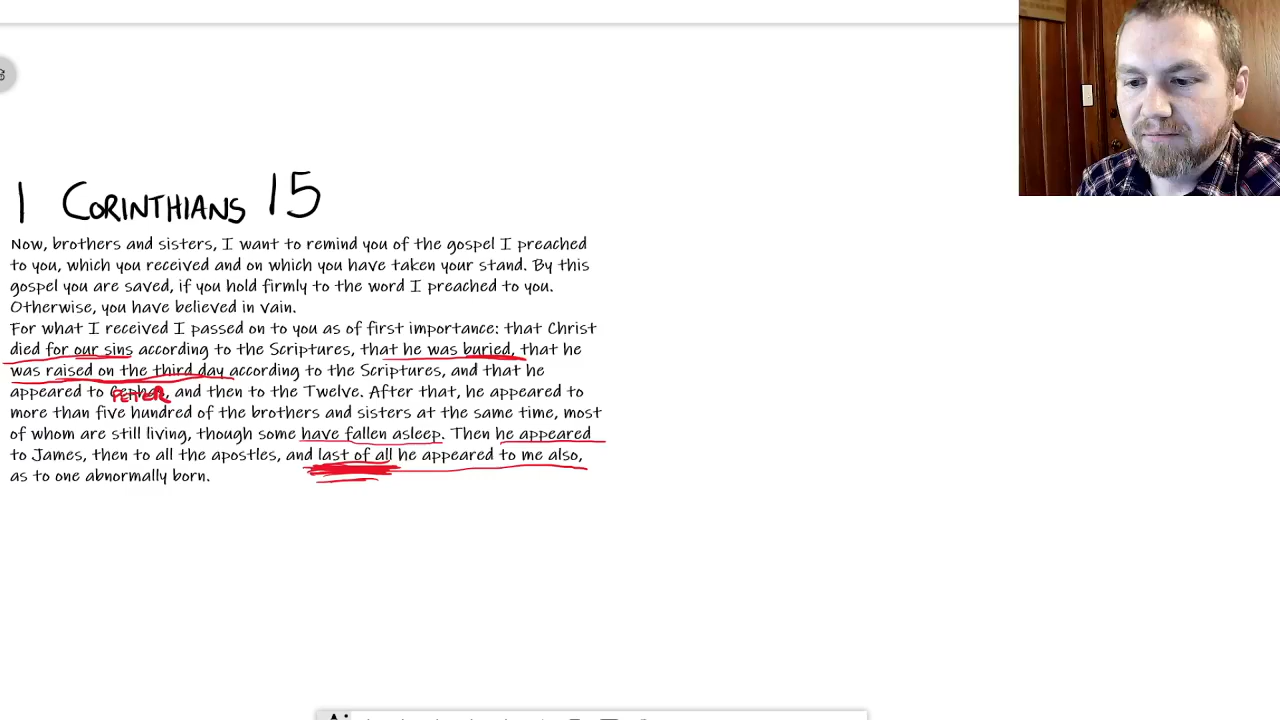 1 CORINTHIANS 15
Now, brothers and sisters, I want to remind you of the gospel I preached
to you, which you received and on which you have taken your stand. By this
gospel you are saved, if you hold firmly to the word I preached to you.
Otherwise, you have believed in vain.
For what I received I passed on to you as of first importance: that Christ
died for our sins according to the Scriptures, that he was buried, that he
was raised on the third day according to the Scriptures, and that he
appeared to PETER, and then to the Twelve. After that, he appeared to
more than five hundred of the brothers and sisters at the same time, most
of whom are still living, though some have fallen asleep. Then he appeared
to James, then to all the apostles, and last of all he appeared to me also,
as to one abnormally born.